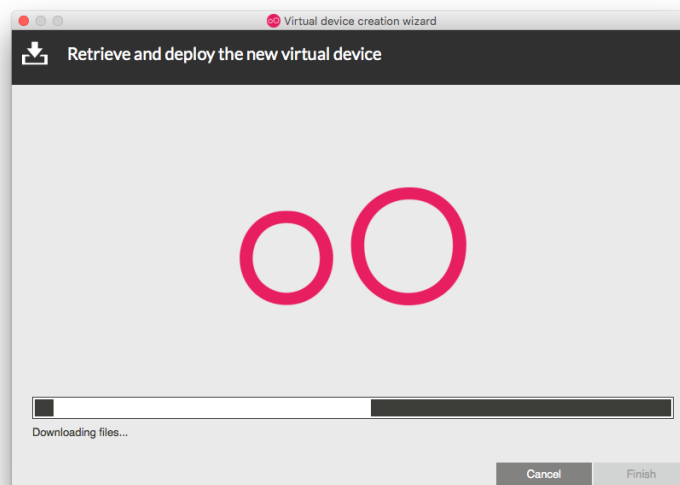 Virtual device creation wizard
Retrieve and deploy the new virtual device
Downloading files...
Cancel
Finish